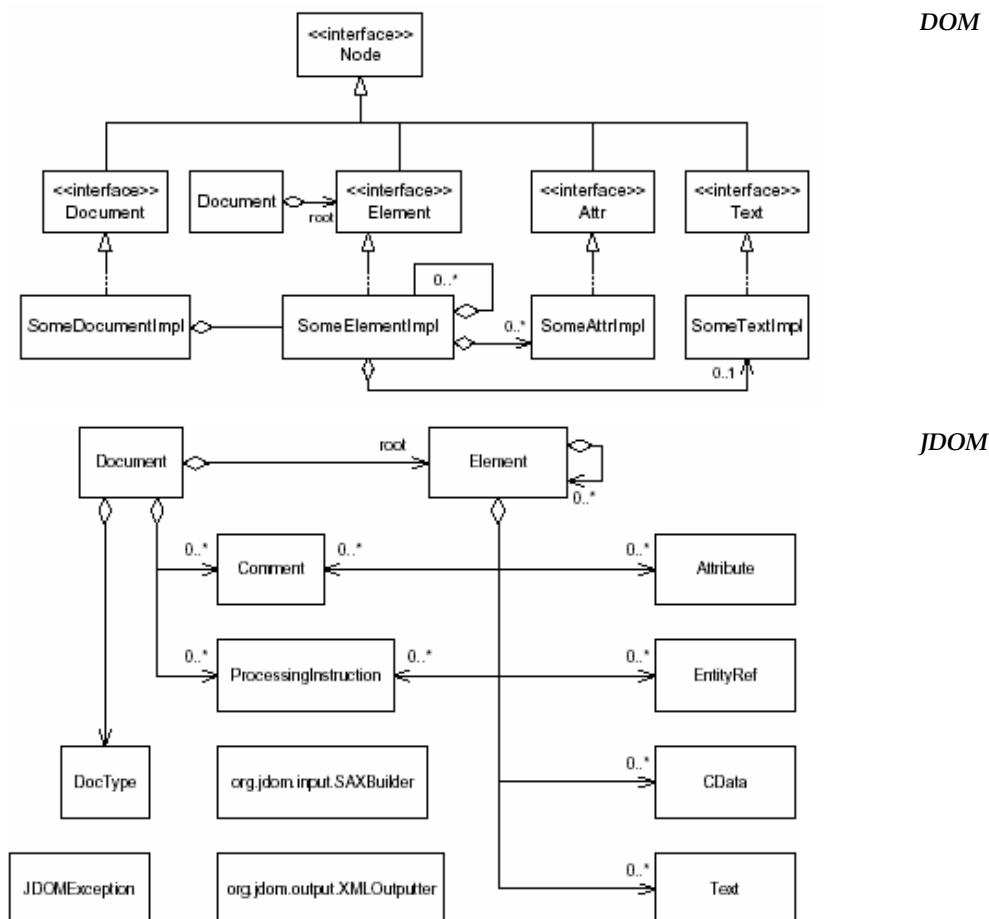 DOM
<<interface>>
Node
<<interface>>
Document
Document
root
<<interface>>
Element
<<interface>>
Attr
<<interface>>
Text
0..*
SomeDocumentImpl
SomeElementImpl
0..*
SomeAttrImpl
SomeTextImpl
0..1
JDOM
Document
root
Element
0..*
0..*
Comment
0..*
0..*
Attribute
0..*
ProcessingInstruction
0..*
0..*
EntityRef
DocType
org.jdom.input.SAXBuilder
0..*
CData
JDOMException
org.jdom.output.XMLOutputter
0..*
Text